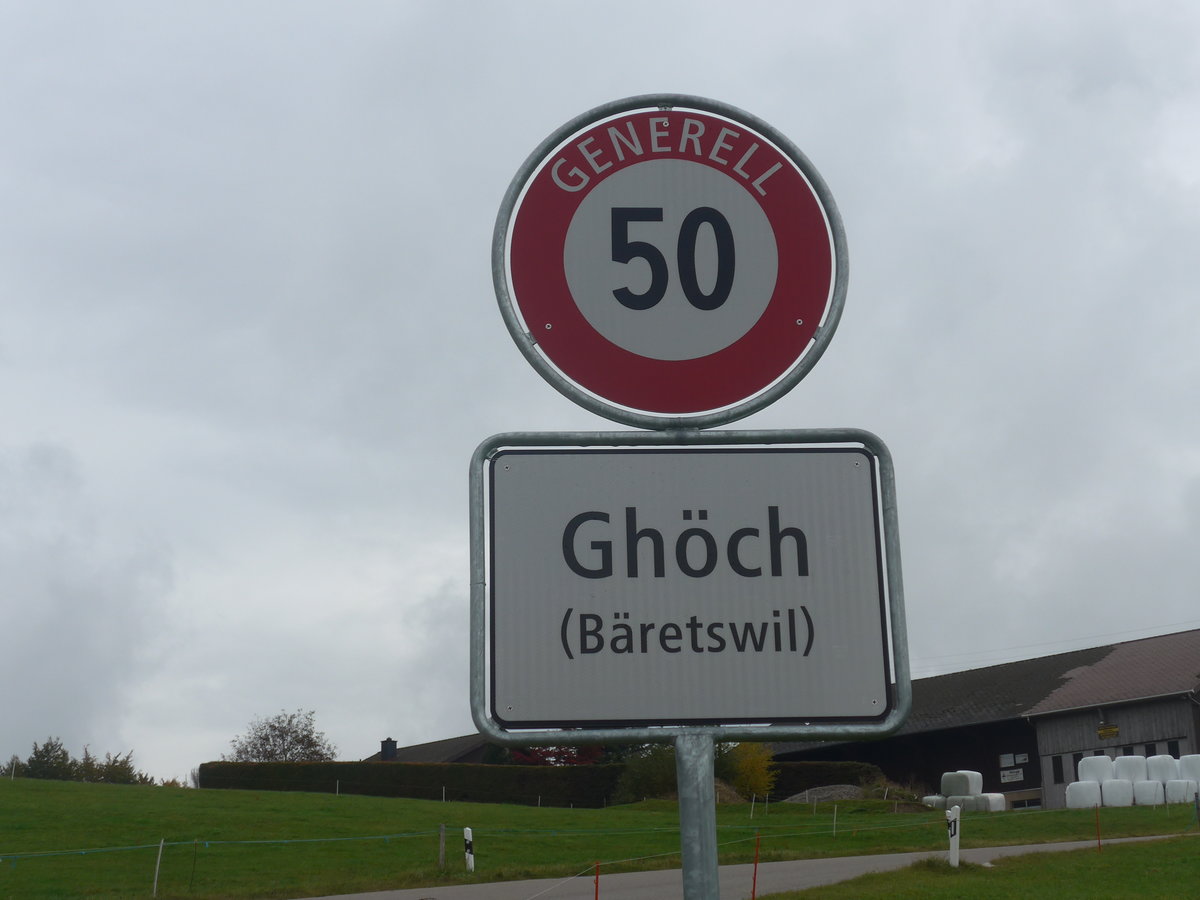 GENERELL
50
Ghöch
(Bäretswil)